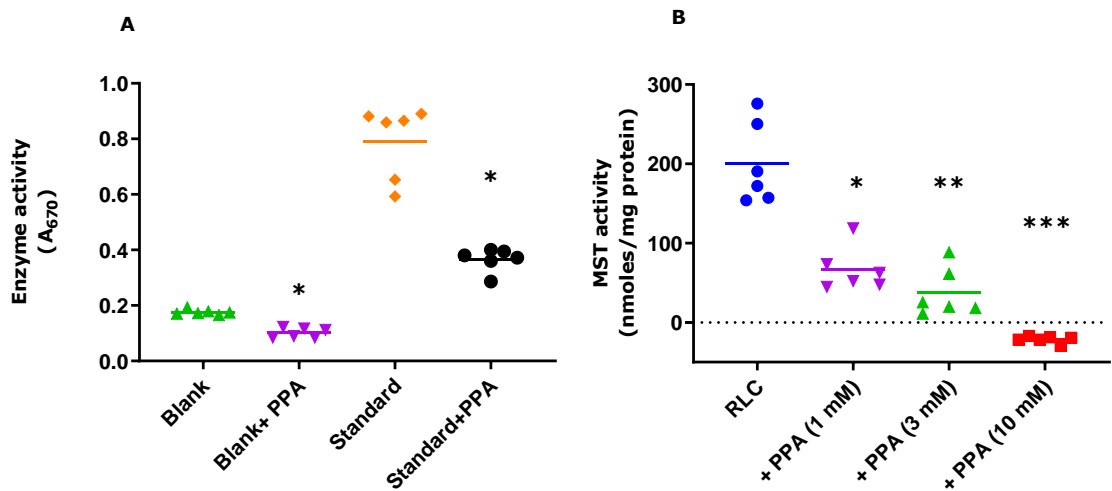 A
Enzyme activity
(A670)
1.0
0.8
0.6
0.4
0.2
0.0
*
*
Blank
Blank+ PPA
Standard
Standard+PPA
B
MST activity
(nmoles/mg protein)
300
200
100
0
*
**
***
RLC
+ PPA (1 mM)
+ PPA (3 mM)
+ PPA (10 mM)